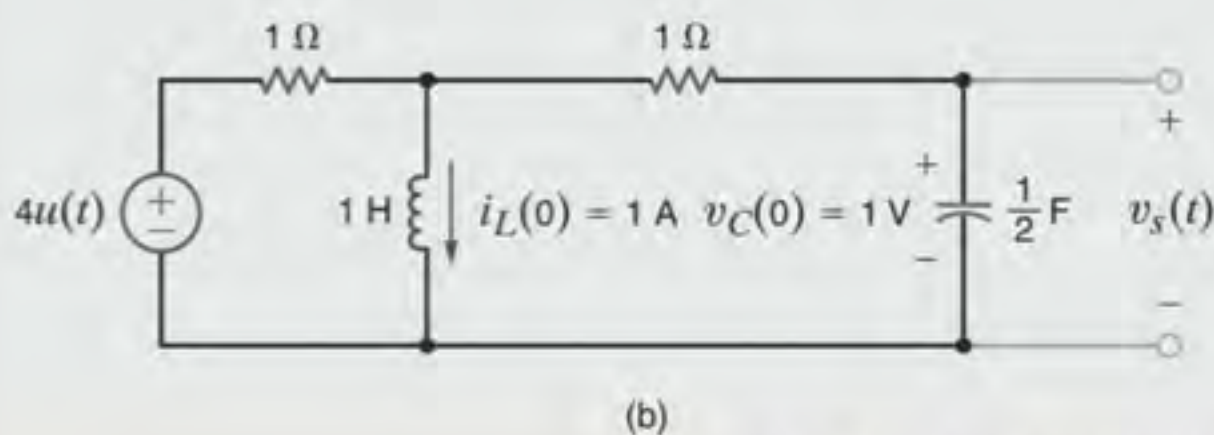 1 Ω 1 Ω
+
4u(t) + − 1 H i_L(0) = 1 A v_C(0) = 1 V + − 1/2 F v_s(t)
−
(b)